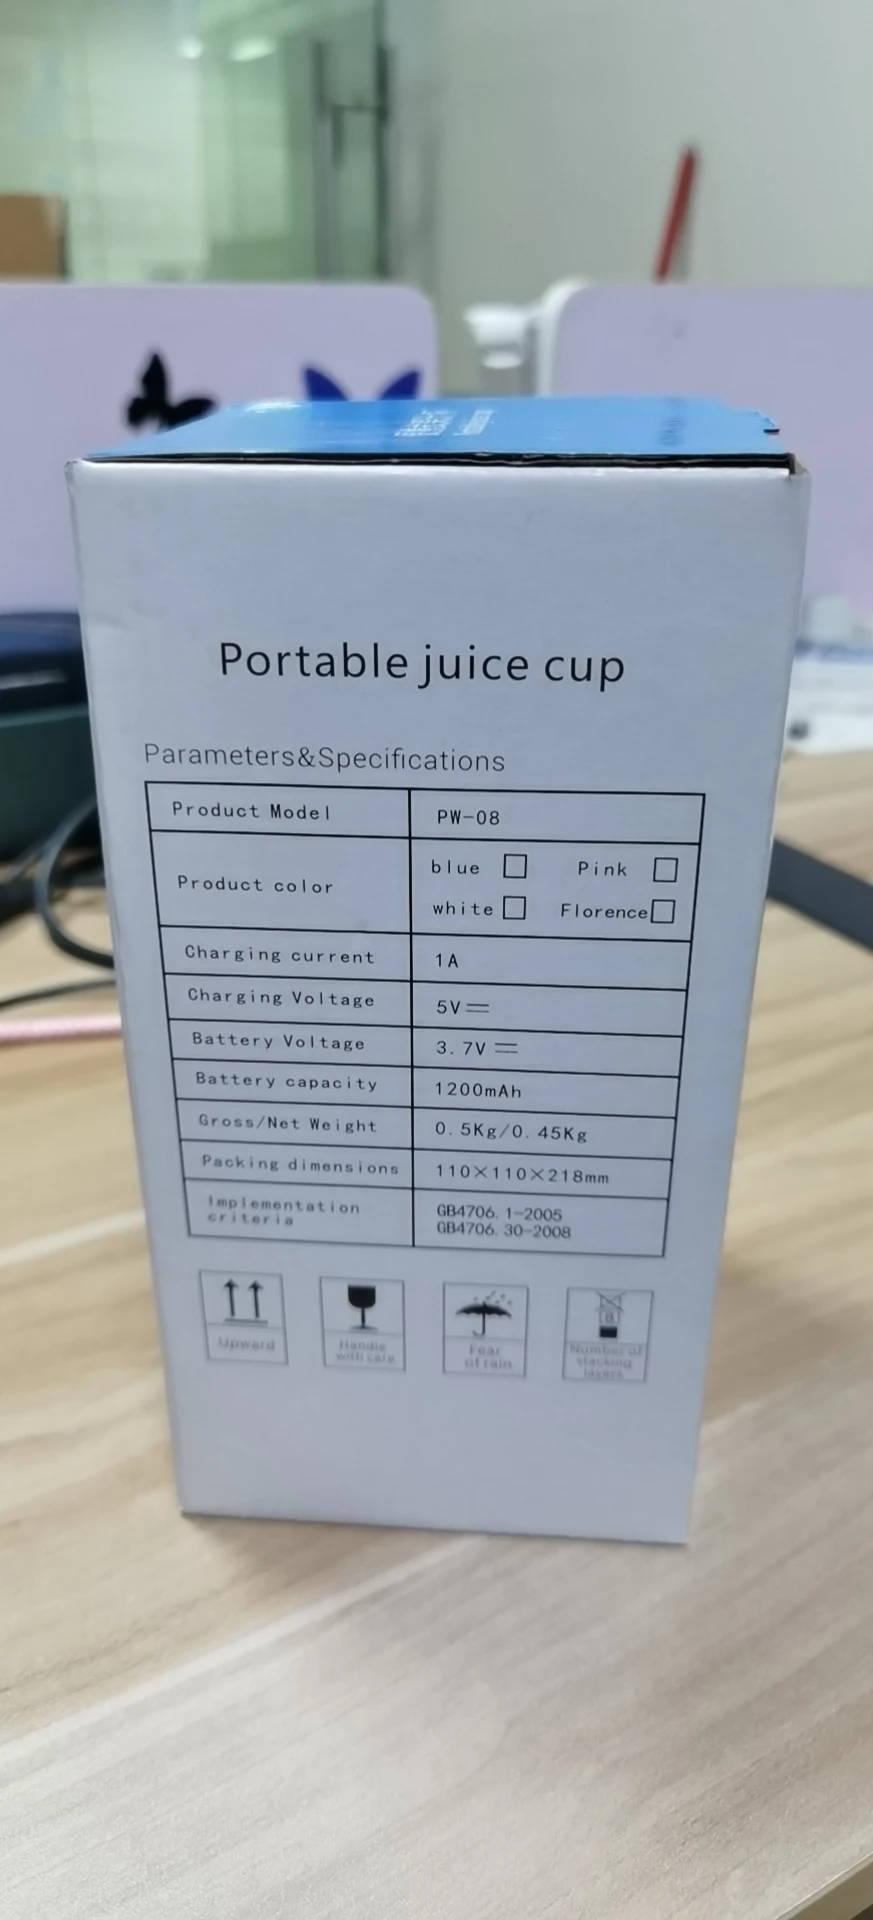 Portable juice cup
Parameters&Specifications
Product Model PW-08
Product color blue □ Pink □
white □ Florence □
Charging current 1A
Charging Voltage 5V⎓
Battery Voltage 3.7V⎓
Battery capacity 1200mAh
Gross/Net Weight 0.5Kg/0.45Kg
Packing dimensions 110×110×218mm
Implementation criteria GB4706.1-2005
GB4706.30-2008
Upward
Handle
with care
Fear
of rain
Number of
stacking
layers